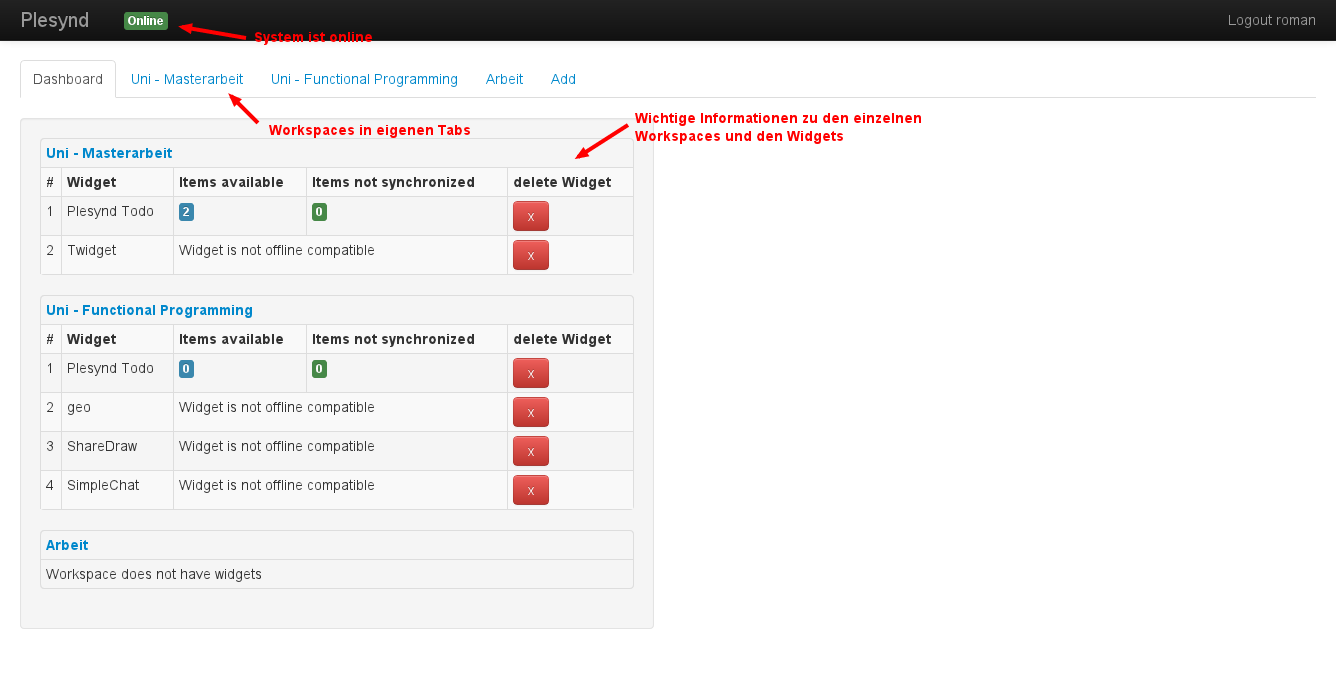 Plesynd Online Logout roman
System ist online
Dashboard Uni - Masterarbeit Uni - Functional Programming Arbeit Add
Workspaces in eigenen Tabs
Wichtige Informationen zu den einzelnen
Workspaces und den Widgets
Uni - Masterarbeit
# Widget Items available Items not synchronized delete Widget
1 Plesynd Todo 2 0 X
2 Twidget Widget is not offline compatible X
Uni - Functional Programming
# Widget Items available Items not synchronized delete Widget
1 Plesynd Todo 0 0 X
2 geo Widget is not offline compatible X
3 ShareDraw Widget is not offline compatible X
4 SimpleChat Widget is not offline compatible X
Arbeit
Workspace does not have widgets